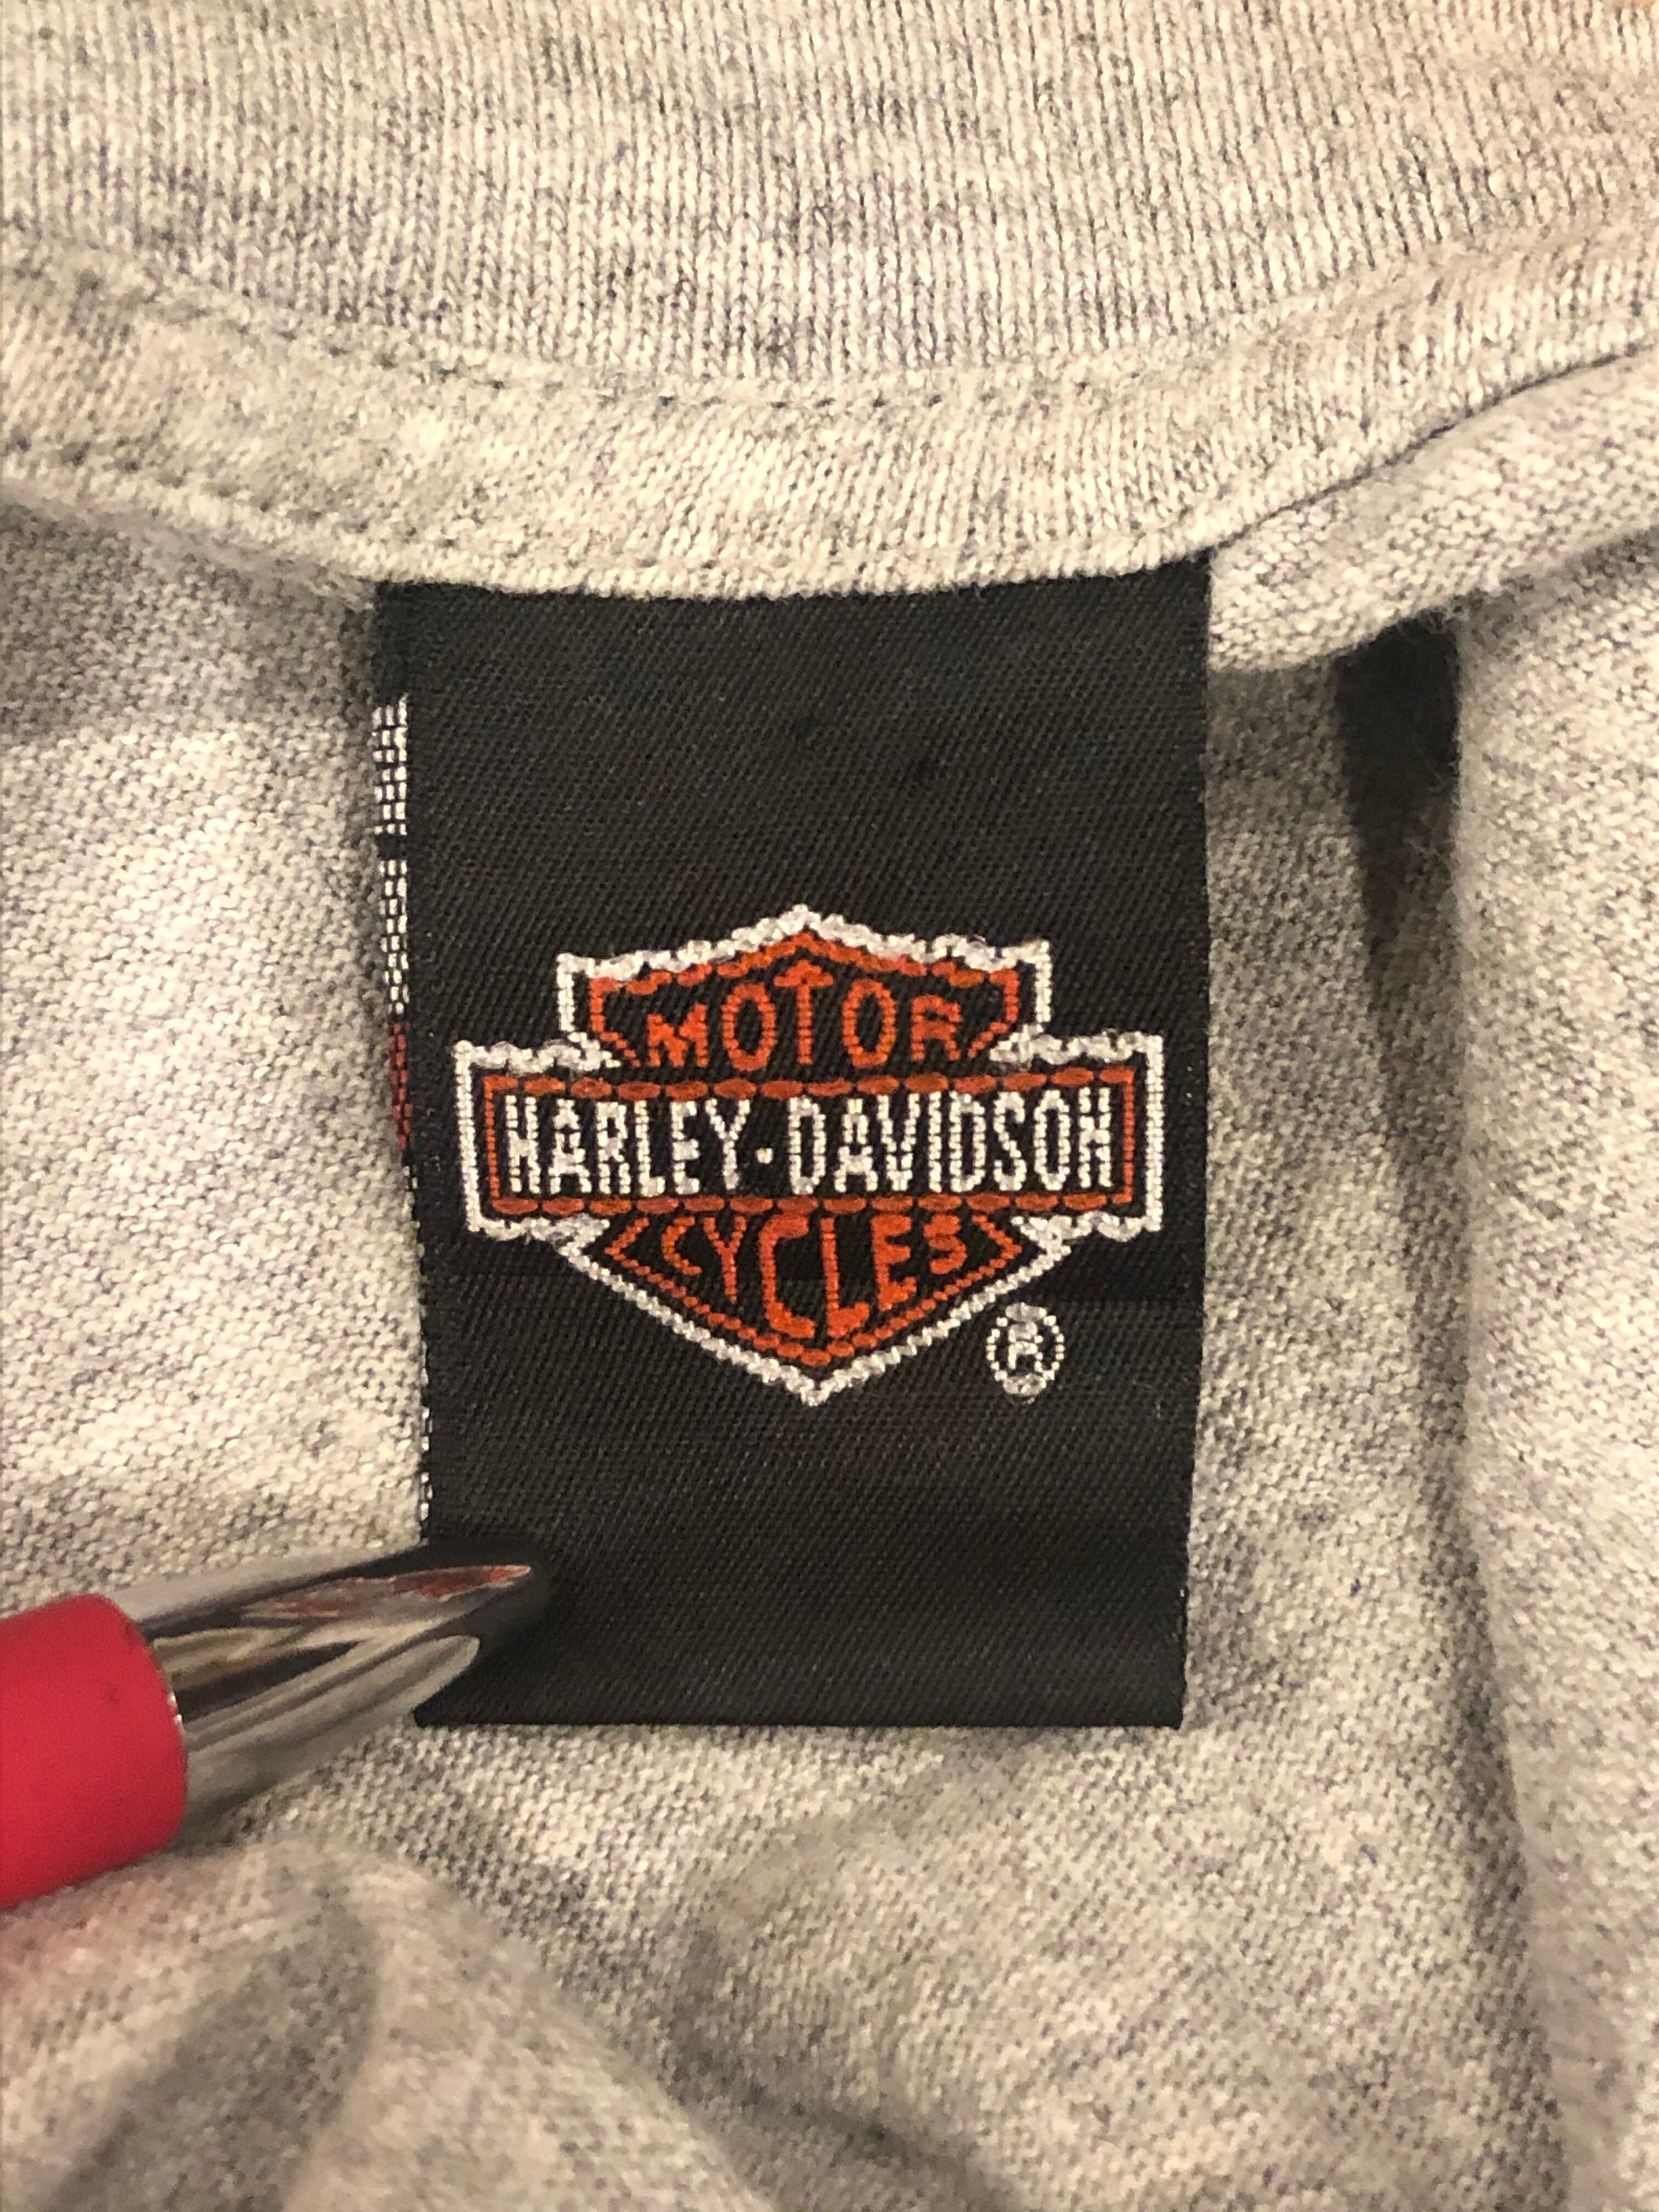 MOTOR
HARLEY-DAVIDSON
CYCLES
®